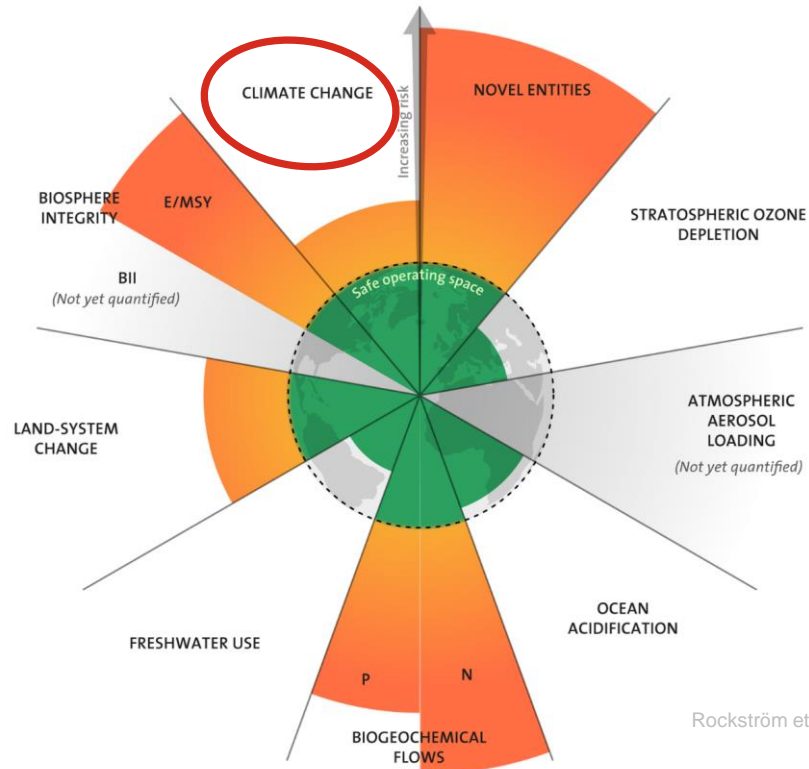 CLIMATE CHANGE
Increasing risk
NOVEL ENTITIES
BIOSPHERE
INTEGRITY
E/MSY
STRATOSPHERIC OZONE
DEPLETION
BII
(Not yet quantified)
Safe operating space
LAND-SYSTEM
CHANGE
ATMOSPHERIC
AEROSOL
LOADING
(Not yet quantified)
FRESHWATER USE
OCEAN
ACIDIFICATION
P
N
BIOGEOCHEMICAL
FLOWS
Rockström et